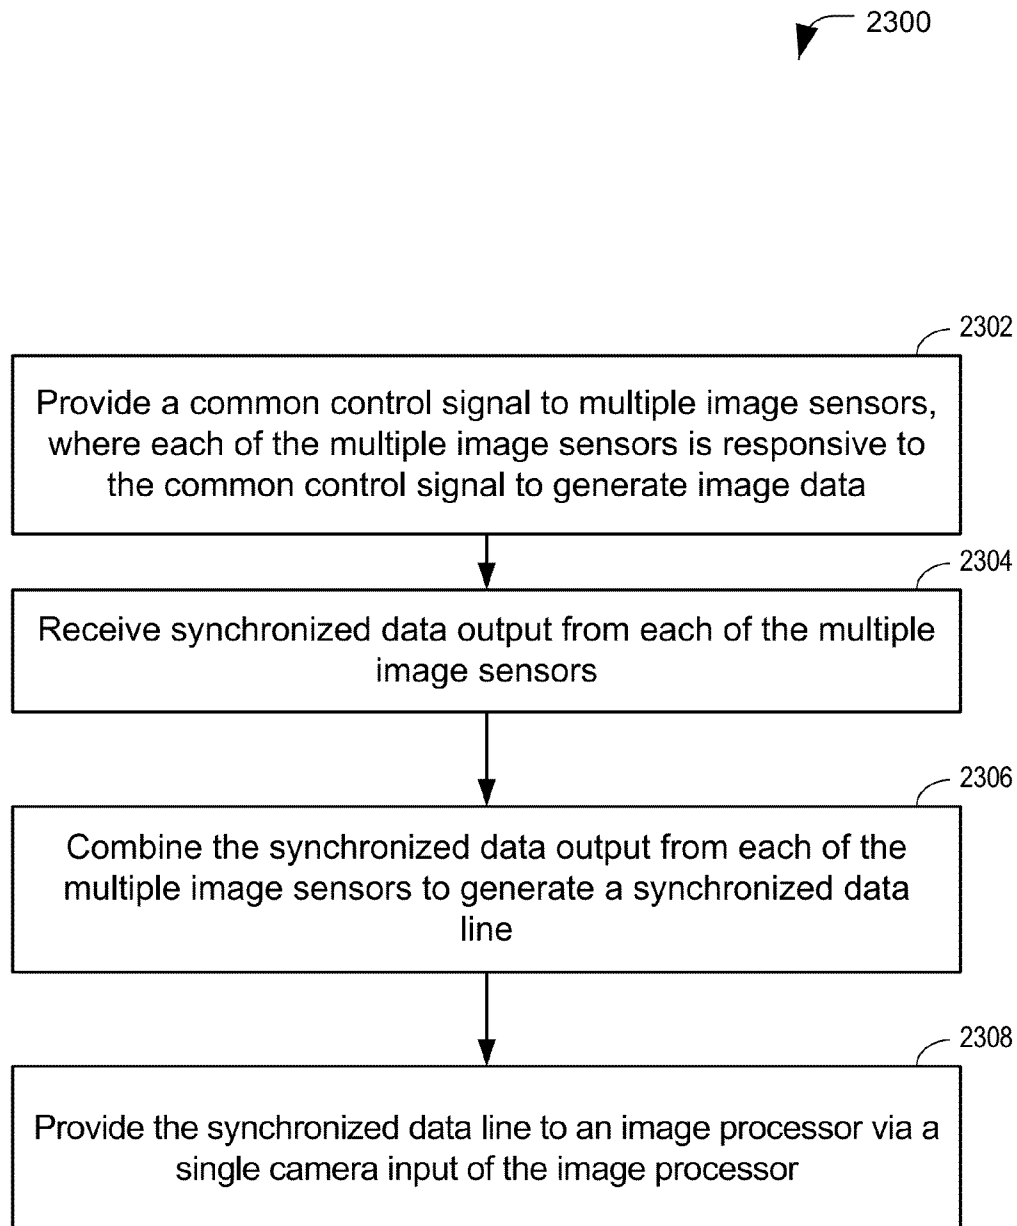 2300
2302
Provide a common control signal to multiple image sensors,
where each of the multiple image sensors is responsive to
the common control signal to generate image data
2304
Receive synchronized data output from each of the multiple
image sensors
2306
Combine the synchronized data output from each of the
multiple image sensors to generate a synchronized data
line
2308
Provide the synchronized data line to an image processor via a
single camera input of the image processor